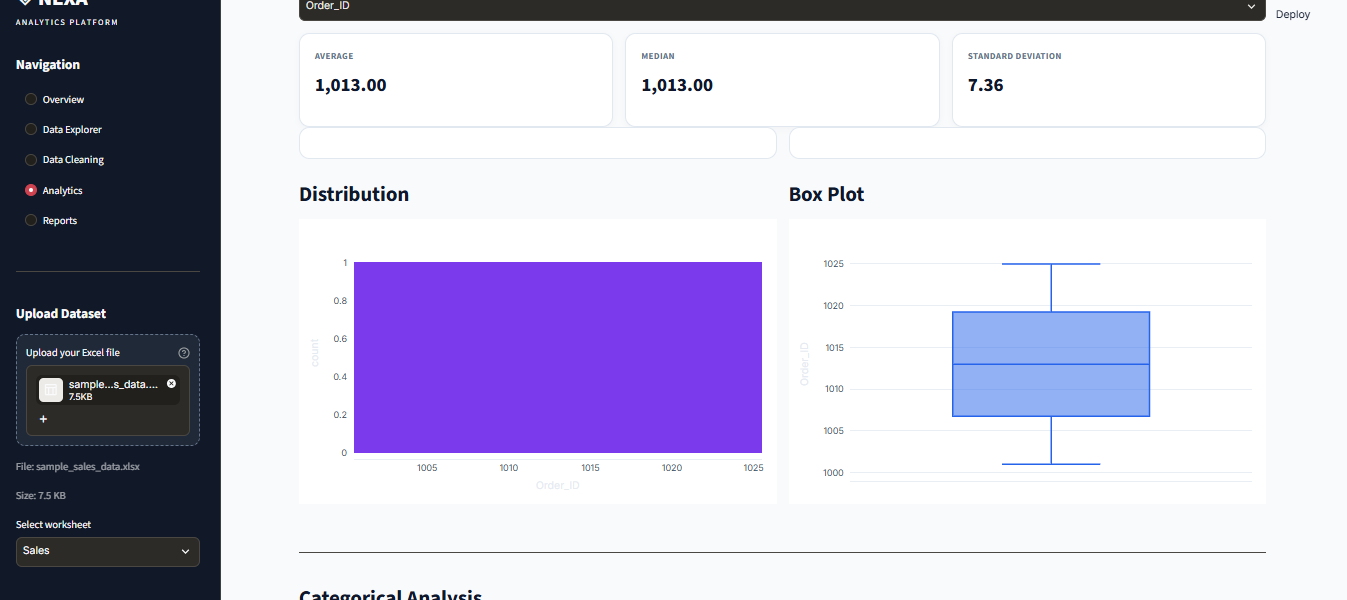 NEXA
ANALYTICS PLATFORM
Navigation
Overview
Data Explorer
Data Cleaning
Analytics
Reports
Upload Dataset
Upload your Excel file
sample...s_data....
7.5KB
+
File: sample_sales_data.xlsx
Size: 7.5 KB
Select worksheet
Sales
Order_ID
Deploy
AVERAGE
1,013.00
MEDIAN
1,013.00
STANDARD DEVIATION
7.36
Distribution
1
0.8
0.6
0.4
0.2
0
count
1005 1010 1015 1020 1025
Order_ID
Box Plot
1025
1020
1015
1010
1005
1000
Order_ID
Categorical Analysis